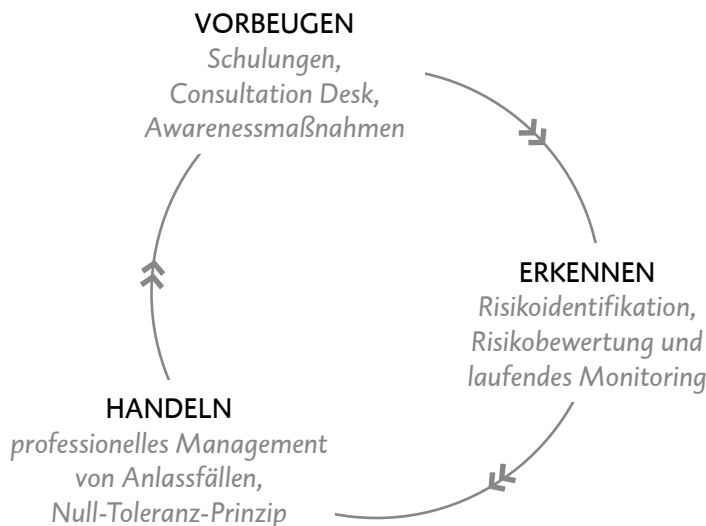 VORBEUGEN
Schulungen,
Consultation Desk,
Awarenessmaßnahmen
ERKENNEN
Risikoidentifikation,
Risikobewertung und
laufendes Monitoring
HANDELN
professionelles Management
von Anlassfällen,
Null-Toleranz-Prinzip